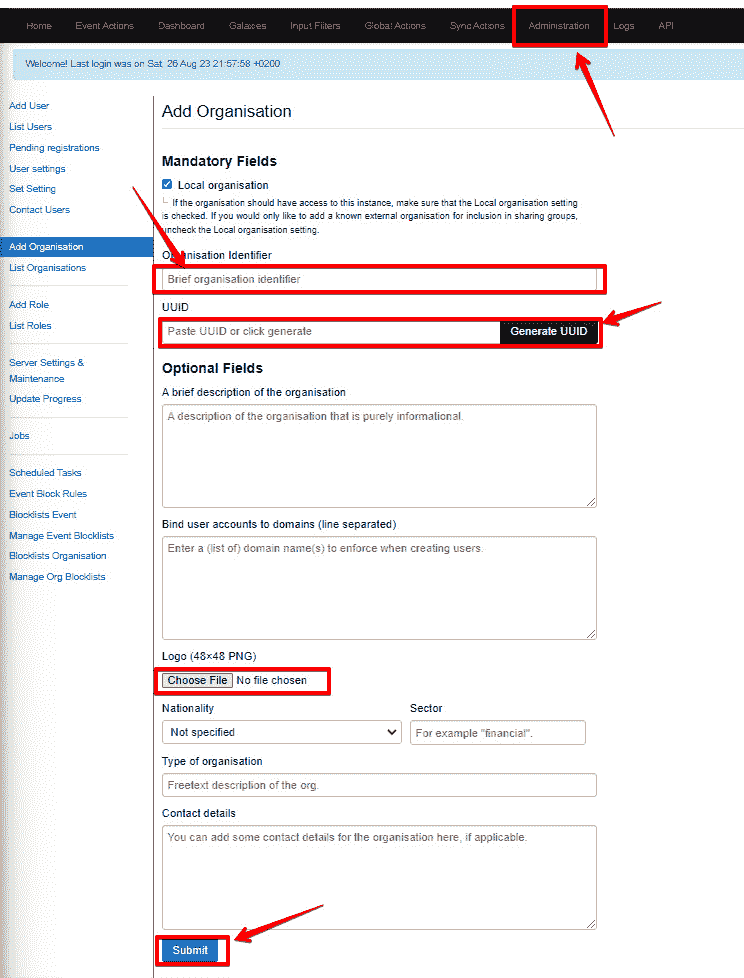 Home Event Actions Dashboard Galaxies Input Filters Global Actions Sync Actions Administration Logs API
Welcome! Last login was on Sat, 26 Aug 23 21:57:58 +0200
Add User
List Users
Pending registrations
User settings
Set Setting
Contact Users
Add Organisation
List Organisations
Add Role
List Roles
Server Settings &
Maintenance
Update Progress
Jobs
Scheduled Tasks
Event Block Rules
Blocklists Event
Manage Event Blocklists
Blocklists Organisation
Manage Org Blocklists
Add Organisation
Mandatory Fields
Local organisation
If the organisation should have access to this instance, make sure that the Local organisation setting
is checked. If you would only like to add a known external organisation for inclusion in sharing groups,
uncheck the Local organisation setting.
Organisation Identifier
Brief organisation identifier
UUID
Paste UUID or click generate Generate UUID
Optional Fields
A brief description of the organisation
A description of the organisation that is purely informational.
Bind user accounts to domains (line separated)
Enter a (list of) domain name(s) to enforce when creating users.
Logo (48×48 PNG)
Choose File No file chosen
Nationality Sector
Not specified For example "financial".
Type of organisation
Freetext description of the org.
Contact details
You can add some contact details for the organisation here, if applicable.
Submit